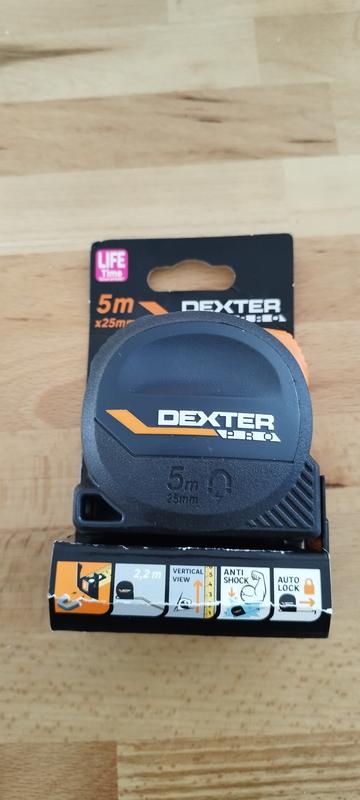 LIFE
Time
5m
x25mm
DEXTER
DEXTER
PRO
5m
25mm
2,2 m
VERTICAL
VIEW
ANTI
SHOCK
AUTO
LOCK